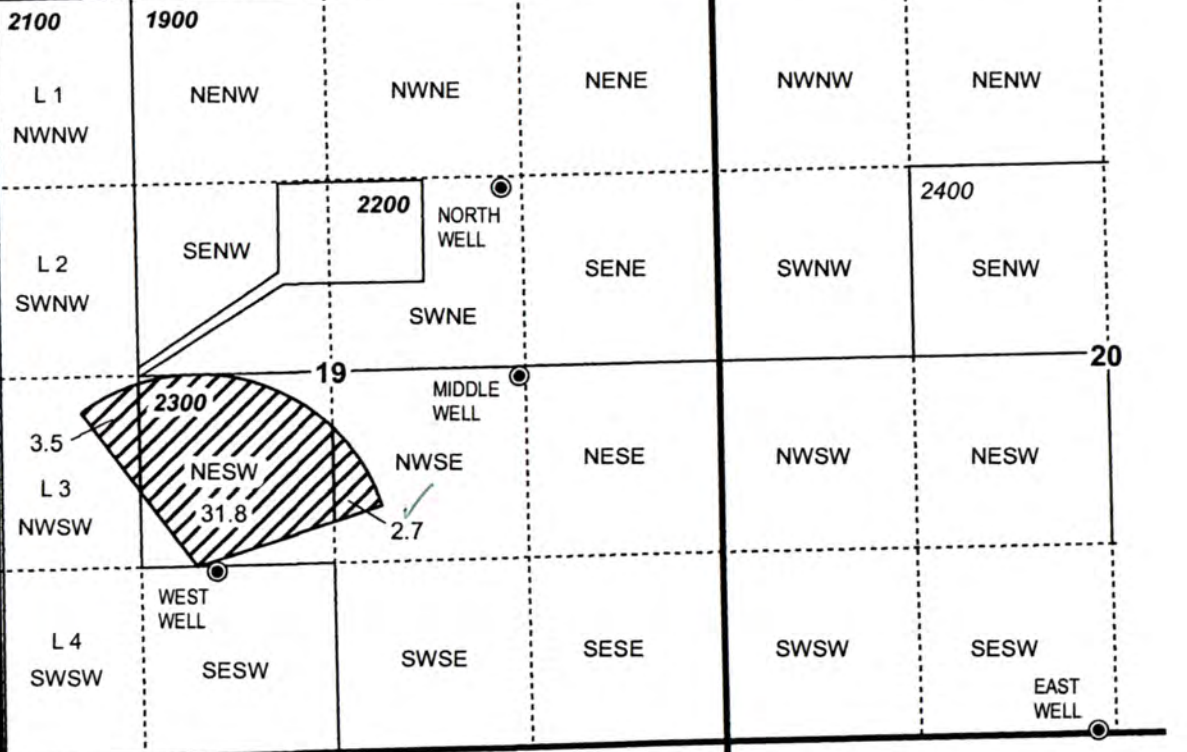 2100
1900
L 1
NWNW
NENW
NWNE
NENE
NWNW
NENW
2200
2400
NORTH
WELL
L 2
SWNW
SENW
SWNE
SENE
SWNW
SENW
19
20
MIDDLE
WELL
2300
3.5
L 3
NWSW
NESW
31.8
NWSE
2.7
NESE
NWSW
NESW
WEST
WELL
L 4
SWSW
SESW
SWSE
SESE
SWSW
SESW
EAST
WELL